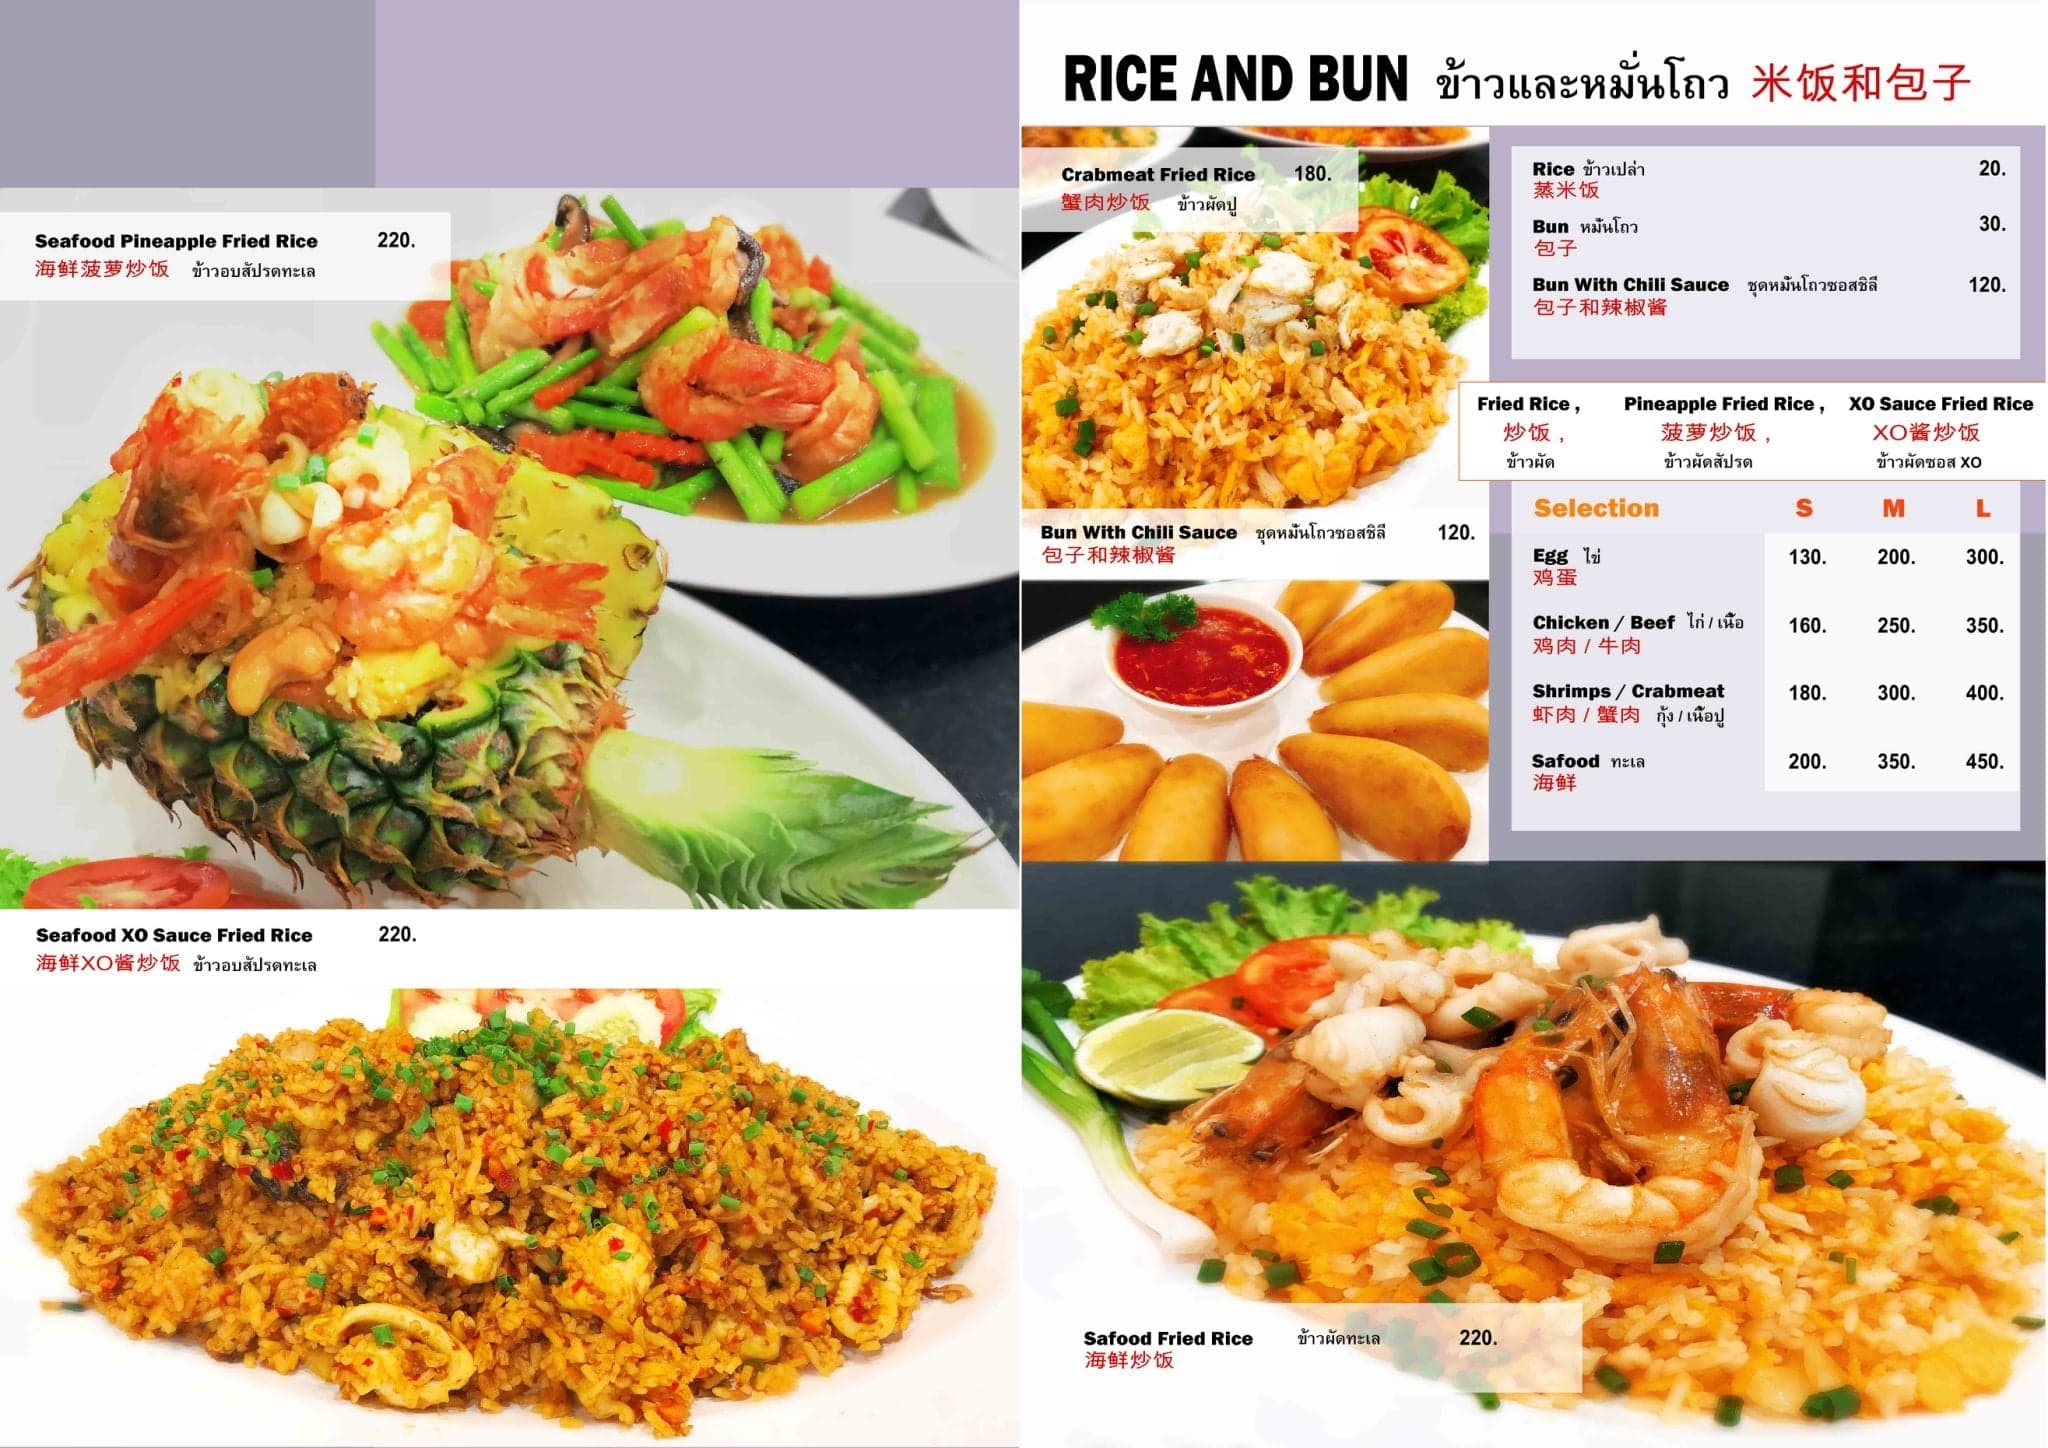 Seafood Pineapple Fried Rice 220.
海鲜菠萝炒饭 ข้าวอบสัปรดทะเล
Seafood XO Sauce Fried Rice 220.
海鲜XO酱炒饭 ข้าวอบสัปรดทะเล
RICE AND BUN ข้าวและหมั่นโถว 米饭和包子
Crabmeat Fried Rice 180.
蟹肉炒饭 ข้าวผัดปู
Bun With Chili Sauce ชุดหมั่นโถวซอสชิลี 120.
包子和辣椒酱
Rice ข้าวเปล่า 20.
蒸米饭
Bun หมั่นโถว 30.
包子
Bun With Chili Sauce ชุดหมั่นโถวซอสชิลี 120.
包子和辣椒酱
Fried Rice , Pineapple Fried Rice , XO Sauce Fried Rice
炒饭 , 菠萝炒饭 , XO酱炒饭
ข้าวผัด ข้าวผัดสัปรด ข้าวผัดซอส XO
Selection S M L
Egg ไข่ 130. 200. 300.
鸡蛋
Chicken / Beef ไก่ / เนื้อ 160. 250. 350.
鸡肉 / 牛肉
Shrimps / Crabmeat 180. 300. 400.
虾肉 / 蟹肉 กุ้ง / เนื้อปู
Safood ทะเล 200. 350. 450.
海鲜
Safood Fried Rice ข้าวผัดทะเล 220.
海鲜炒饭